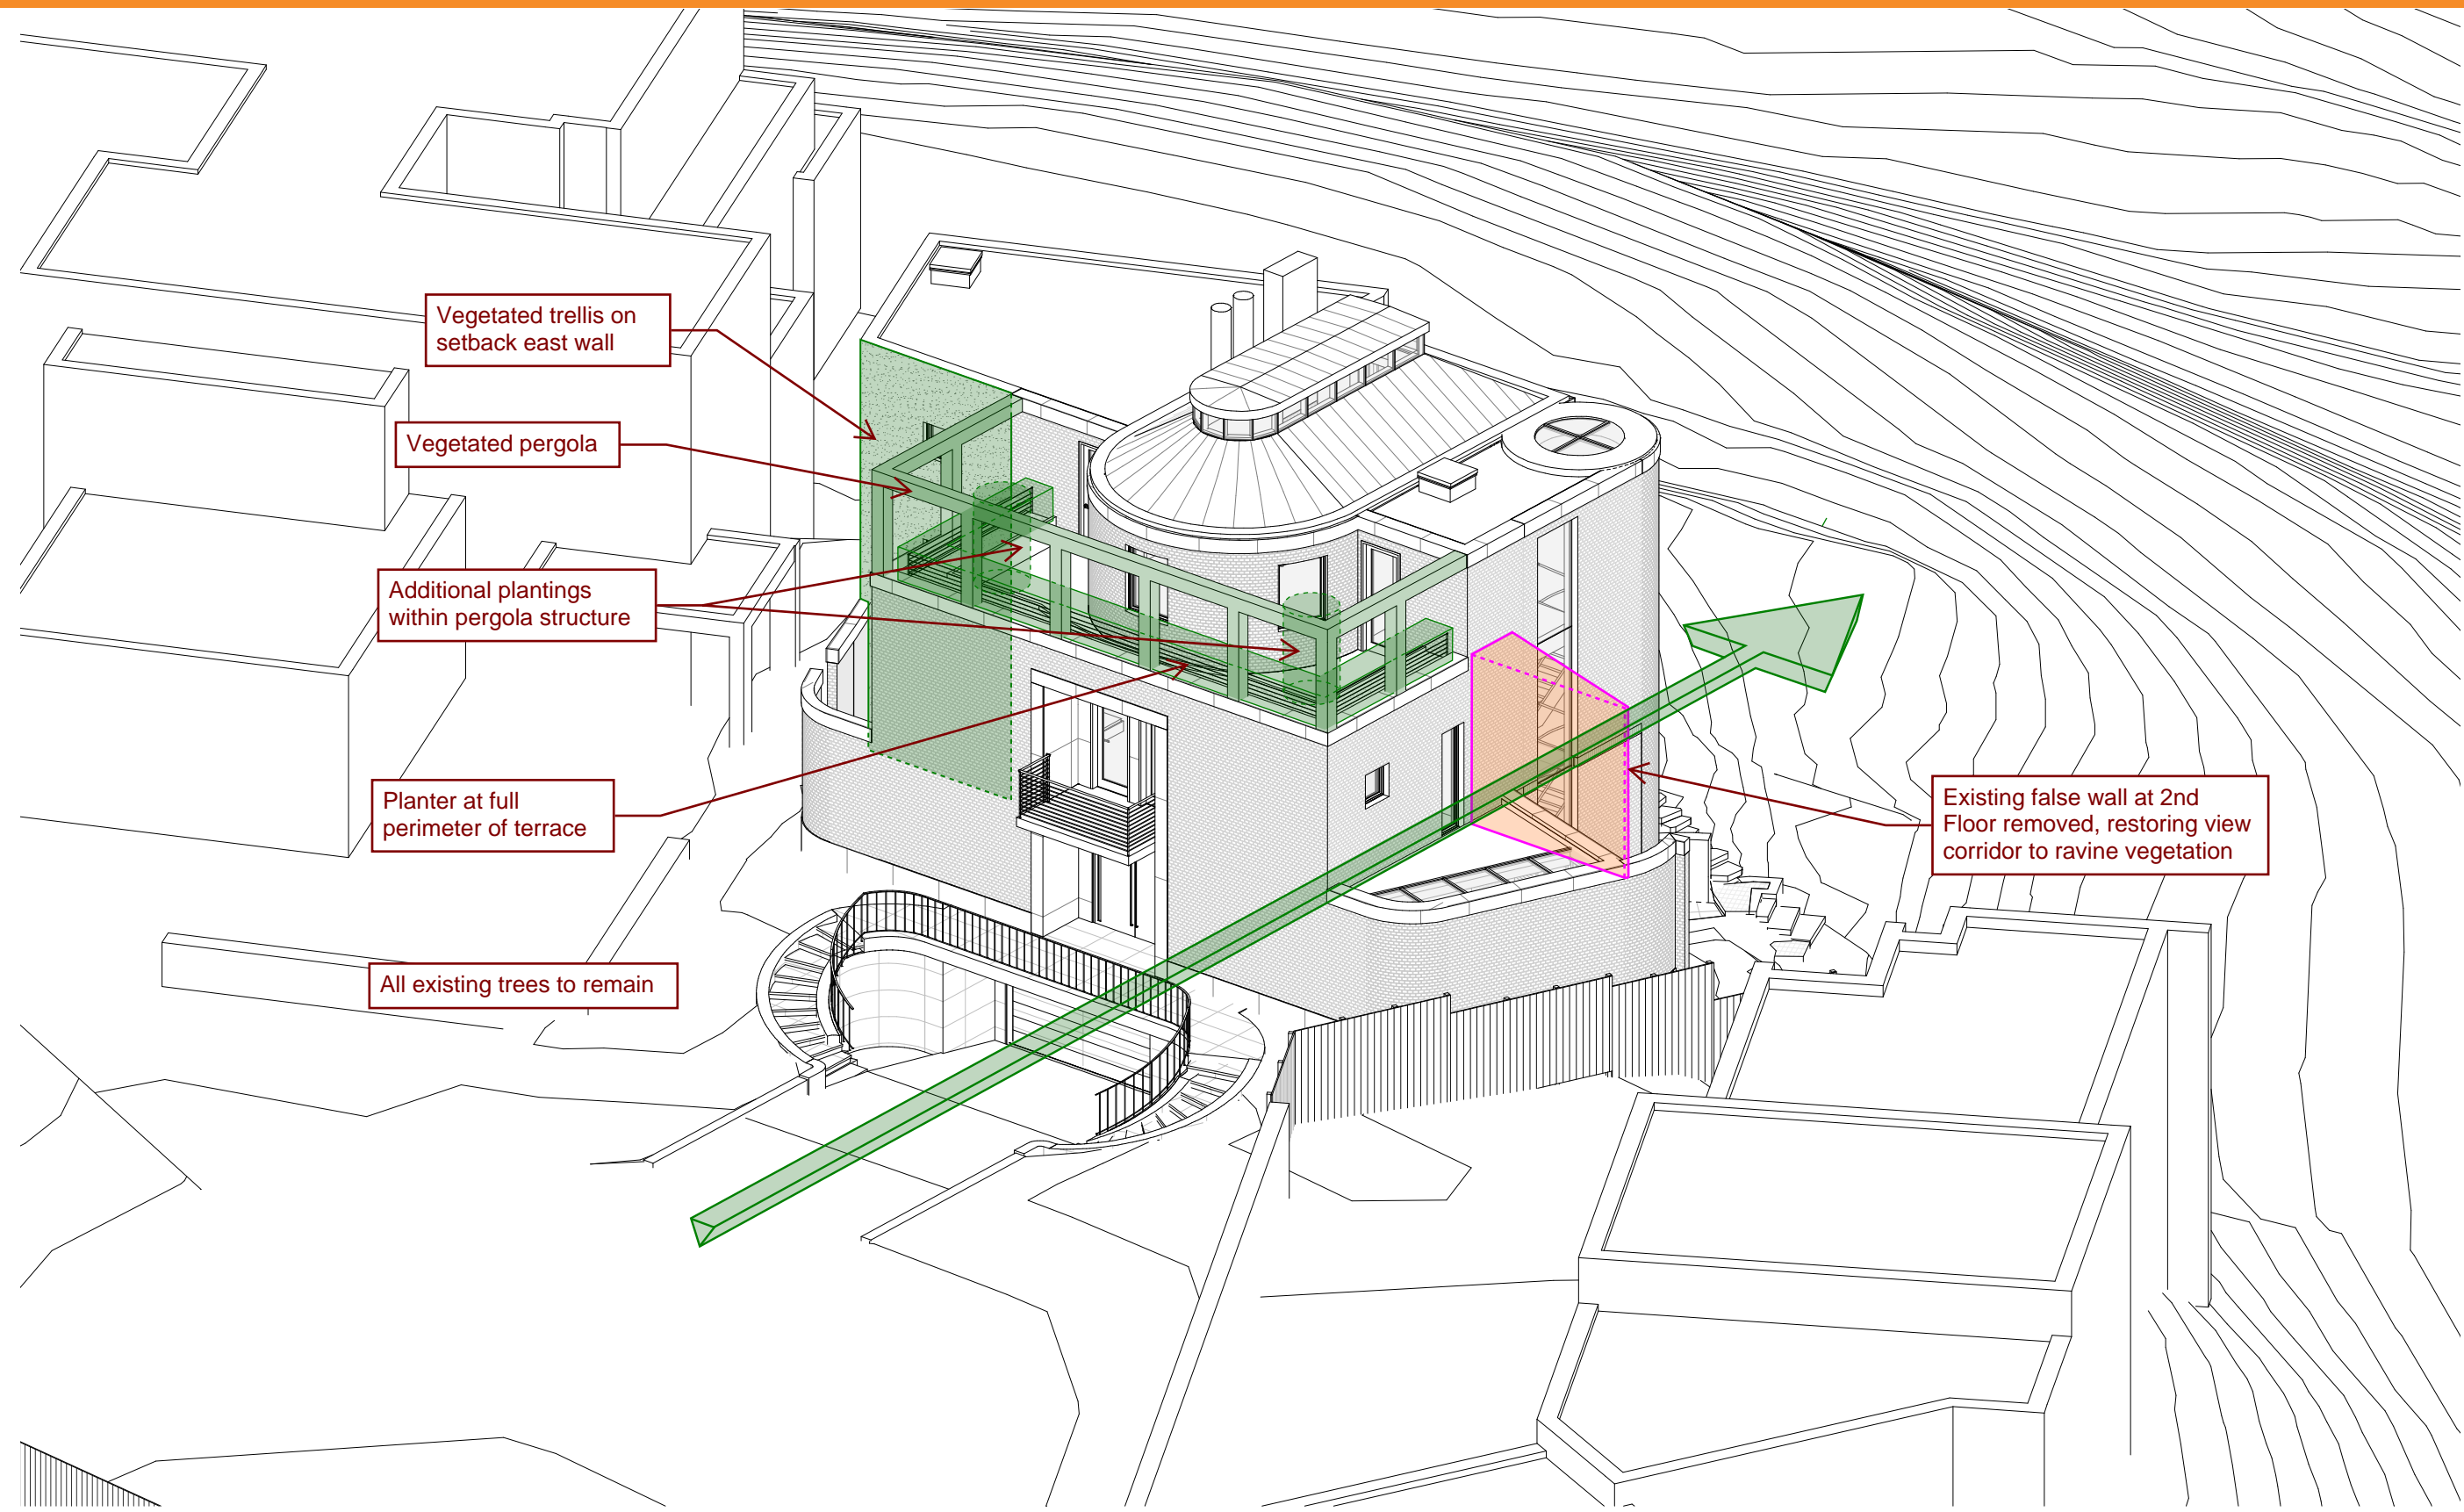 Vegetated trellis on
setback east wall
Vegetated pergola
Additional plantings
within pergola structure
Planter at full
perimeter of terrace
Existing false wall at 2nd
Floor removed, restoring view
corridor to ravine vegetation
All existing trees to remain